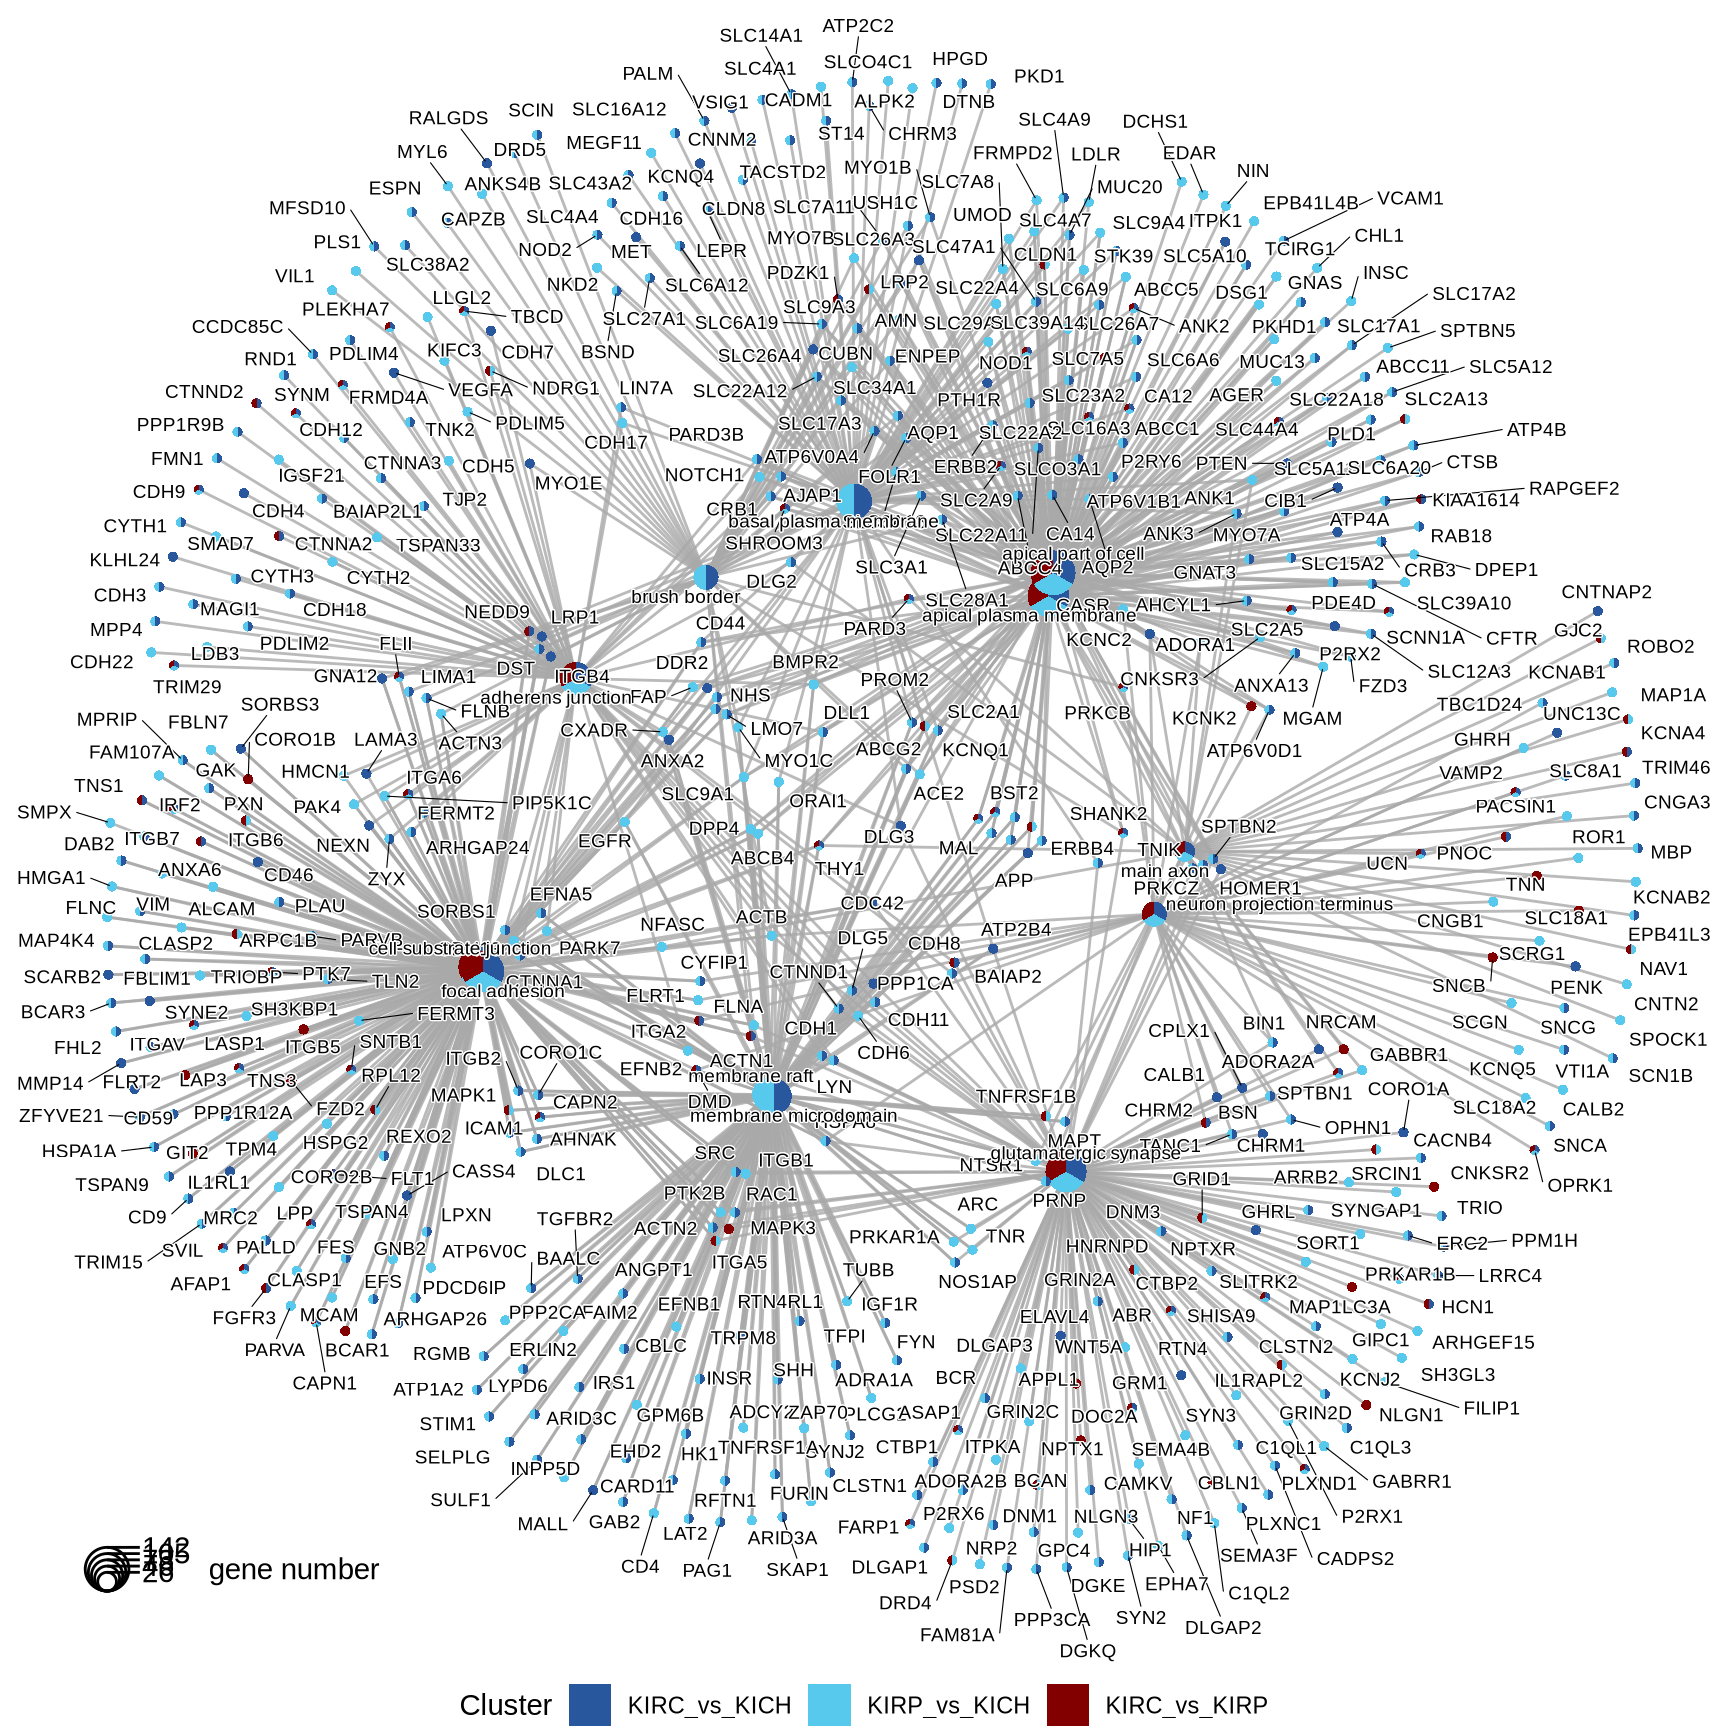 ATP2C2
SLC14A1
SLC4A1
SLCO4C1
HPGD
PKD1
PALM
VSIG1
CADM1
ALPK2
DTNB
SCIN
SLC16A12
RALGDS
CNNM2
ST14
CHRM3
SLC4A9
DCHS1
MYL6
DRD5
MEGF11
FRMPD2
LDLR
EDAR
NIN
ESPN
ANKS4B
SLC43A2
KCNQ4
TACSTD2
MYO1B
SLC7A8
MUC20
MFSD10
CAPZB
SLC4A4
CDH16
CLDN8
SLC7A11
USH1C
UMOD
SLC4A7
SLC9A4
ITPK1
EPB41L4B
VCAM1
PLS1
NOD2
MET
LEPR
MYO7B
SLC26A3
SLC47A1
CLDN1
STK39
SLC5A10
TCIRG1
CHL1
VIL1
SLC38A2
NKD2
SLC6A12
PDZK1
LRP2
SLC22A4
SLC6A9
ABCC5
DSG1
GNAS
INSC
PLEKHA7
LLGL2
TBCD
SLC27A1
SLC6A19
SLC9A3
AMN
SLC39A14
SLC26A7
ANK2
PKHD1
SLC17A1
SLC17A2
SPTBN5
CCDC85C
RND1
PDLIM4
KIFC3
CDH7
BSND
SLC26A4
CUBN
ENPEP
NOD1
SLC7A5
SLC6A6
MUC13
ABCC11
SLC5A12
CTNND2
SYNM
FRMD4A
VEGFA
NDRG1
LIN7A
SLC22A12
SLC34A1
PTH1R
SLC23A2
CA12
AGER
SLC22A18
SLC2A13
PPP1R9B
CDH12
TNK2
PDLIM5
CDH17
PARD3B
SLC17A3
AQP1
SLC22A2
SLC16A3
ABCC1
SLC44A4
PLD1
ATP4B
FMN1
IGSF21
CTNNA3
CDH5
MYO1E
NOTCH1
ATP6V0A4
FOLR1
ERBB2
SLCO3A1
P2RY6
PTEN
SLC5A1
SLC6A20
CTSB
CDH9
CDH4
BAIAP2L1
TJP2
CRB1
AJAP1
SLC2A9
ATP6V1B1
ANK1
CIB1
KIAA1614
RAPGEF2
CYTH1
SMAD7
CTNNA2
TSPAN33
basal plasma membrane
SHROOM3
SLC22A11
CA14
ANK3
MYO7A
ATP4A
RAB18
KLHL24
CYTH3
CYTH2
DLG2
SLC3A1
apical part of cell
ABCC4
AQP2
GNAT3
SLC15A2
CRB3
DPEP1
CDH3
MAGI1
CDH18
NEDD9
LRP1
brush border
CD44
PARD3
SLC28A1
CASR
apical plasma membrane
AHCYL1
PDE4D
SLC39A10
CNTNAP2
MPP4
PDLIM2
FLII
KCNC2
ADORA1
SLC2A5
SCNN1A
CFTR
GJC2
ROBO2
CDH22
LDB3
TRIM29
GNA12
LIMA1
DST
ITGB4
adherens junction
DDR2
FAP
BMPR2
NHS
PROM2
CNKSR3
P2RX2
ANXA13
FZD3
SLC12A3
KCNAB1
MAP1A
MPRIP
FBLN7
SORBS3
FLNB
CXADR
LMO7
DLL1
SLC2A1
PRKCB
KCNK2
MGAM
TBC1D24
UNC13C
KCNA4
FAM107A
CORO1B
LAMA3
ACTN3
ANXA2
MYO1C
ABCG2
KCNQ1
ATP6V0D1
GHRH
TNS1
GAK
HMCN1
ITGA6
VAMP2
SLC8A1
TRIM46
SMPX
IRF2
PXN
PAK4
FERMT2
PIP5K1C
SLC9A1
ORAI1
ACE2
BST2
SHANK2
PACSIN1
CNGA3
DAB2
ITGB7
ITGB6
NEXN
ARHGAP24
EGFR
DPP4
DLG3
MAL
ERBB4
SPTBN2
TNIK
ROR1
MBP
HMGA1
ANXA6
CD46
ZYX
ABCB4
THY1
APP
main axon
UCN
PNOC
TNN
KCNAB2
FLNC
VIM
ALCAM
PLAU
SORBS1
EFNA5
NFASC
ACTB
CDC42
PRKCZ
HOMER1
neuron projection terminus
CNGB1
SLC18A1
MAP4K4
CLASP2
ARPC1B
PARVB
cell-substrate junction
PARK7
DLG5
CDH8
ATP2B4
EPB41L3
SCARB2
FBLIM1
TRIOBP
PTK7
TLN2
CTNNA1
focal adhesion
CYFIP1
CTNND1
PPP1CA
BAIAP2
SCRG1
NAV1
BCAR3
SYNE2
SH3KBP1
FERMT3
FLRT1
FLNA
SNCB
PENK
CNTN2
FHL2
ITGAV
LASP1
ITGB5
SNTB1
ITGA2
CDH1
CDH11
CDH6
CPLX1
BIN1
NRCAM
SCGN
SNCG
SPOCK1
MMP14
FLRT2
LAP3
TNS3
RPL12
ITGB2
CORO1C
EFNB2
ACTN1
membrane raft
LYN
ADORA2A
GABBR1
KCNQ5
VTI1A
SCN1B
ZFYVE21
CD59
PPP1R12A
FZD2
MAPK1
CAPN2
DMD
membrane microdomain
TNFRSF1B
CALB1
SPTBN1
CORO1A
SLC18A2
CALB2
HSPA1A
GIT2
TPM4
HSPG2
REXO2
ICAM1
AHNAK
CHRM2
BSN
OPHN1
TANC1
CHRM1
CACNB4
SNCA
TSPAN9
IL1RL1
CORO2B
FLT1
CASS4
DLC1
SRC
ITGB1
MAPT
glutamatergic synapse
NTSR1
GRID1
ARRB2
SRCIN1
CNKSR2
OPRK1
CD9
MRC2
LPP
TSPAN4
LPXN
PTK2B
RAC1
PRNP
ARC
DNM3
GHRL
SYNGAP1
TRIO
TRIM15
SVIL
PALLD
FES
GNB2
ATP6V0C
TGFBR2
ACTN2
MAPK3
PRKAR1A
TNR
HNRNPD
NPTXR
SORT1
ERC2
PPM1H
AFAP1
CLASP1
EFS
PDCD6IP
BAALC
ANGPT1
ITGA5
TUBB
NOS1AP
GRIN2A
CTBP2
SLITRK2
PRKAR1B
LRRC4
FGFR3
MCAM
ARHGAP26
PPP2CA
FAIM2
EFNB1
RTN4RL1
IGF1R
ELAVL4
ABR
SHISA9
MAP1LC3A
HCN1
PARVA
BCAR1
RGMB
ERLIN2
CBLC
TRPM8
TFPI
FYN
DLGAP3
WNT5A
RTN4
CLSTN2
GIPC1
ARHGEF15
CAPN1
ATP1A2
LYPD6
IRS1
INSR
SHH
ADRA1A
BCR
APPL1
GRM1
IL1RAPL2
KCNJ2
SH3GL3
STIM1
ARID3C
GPM6B
ZAP70
ASAP1
GRIN2C
DOC2A
SYN3
GRIN2D
NLGN1
FILIP1
SELPLG
INPP5D
EHD2
HK1
TNFRSF1A
SYNJ2
CTBP1
ITPKA
NPTX1
SEMA4B
C1QL1
C1QL3
SULF1
CARD11
RFTN1
FURIN
CLSTN1
ADORA2B
BCAN
CAMKV
CBLN1
PLXND1
GABRR1
MALL
GAB2
LAT2
ARID3A
FARP1
P2RX6
DNM1
NLGN3
NF1
PLXNC1
P2RX1
CD4
PAG1
SKAP1
DLGAP1
NRP2
GPC4
HIP1
SEMA3F
CADPS2
DRD4
PSD2
DGKE
EPHA7
C1QL2
FAM81A
PPP3CA
SYN2
DLGAP2
DGKQ
142
26
gene number
Cluster
KIRC_vs_KICH
KIRP_vs_KICH
KIRC_vs_KIRP